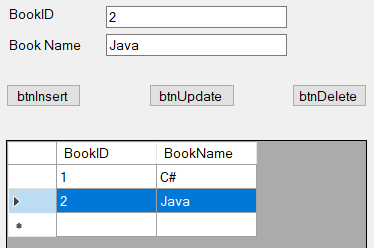 BookID 2
Book Name Java
btnInsert btnUpdate btnDelete
BookID BookName
1 C#
2 Java